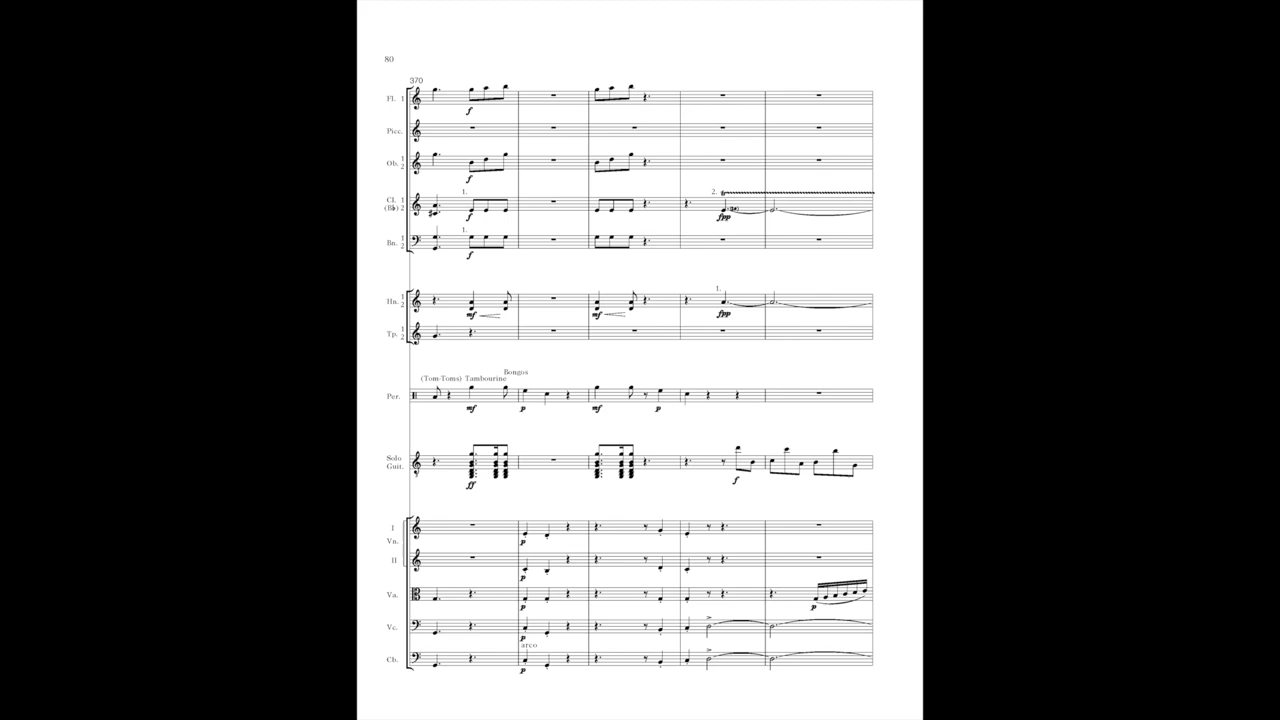 80
370
Fl. 1
Picc.
Ob. 1
2
f
f
Cl. 1
(B♭) 2
1.
f
2.
fpp
Bn. 1
2
1.
f
Hn. 1
2
mf
mf
1.
fpp
Tp. 1
2
Bongos
(Tom-Toms) Tambourine
Per.
mf
p
mf
p
Solo
Guit.
ff
f
I
Vn.
p
II
p
Va.
p
p
Vc.
p
arco
Cb.
p